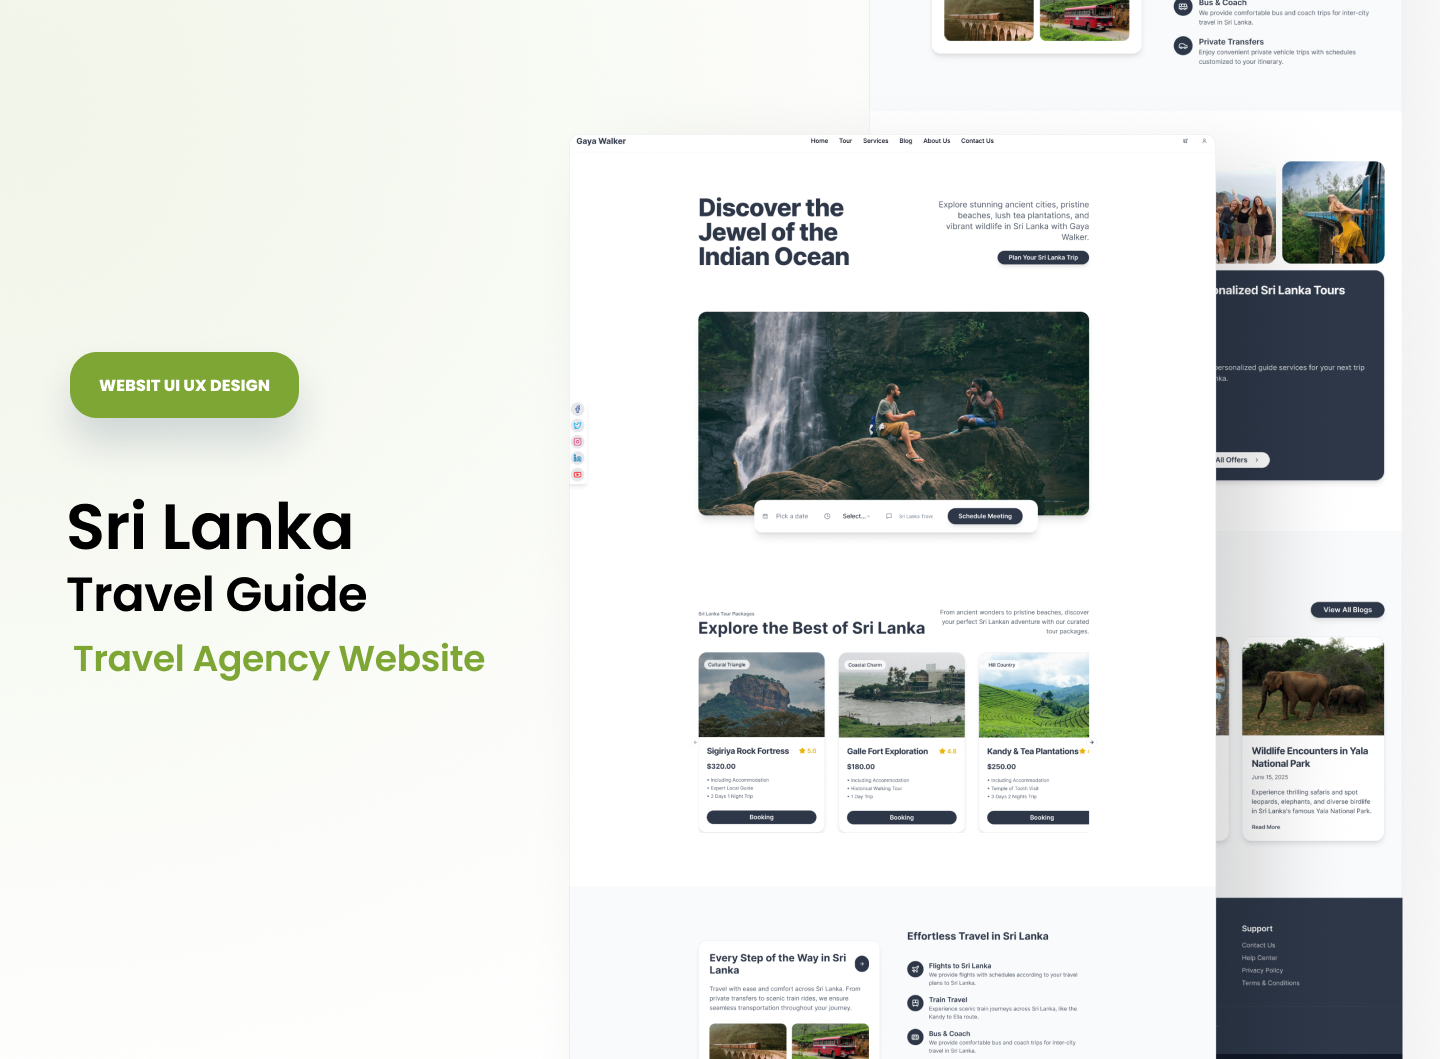 WEBSIT UI UX DESIGN
Sri Lanka
Travel Guide
Travel Agency Website
Gaya Walker
Home
Tour
Services
Blog
About Us
Contact Us
Discover the
Jewel of the
Indian Ocean
Explore stunning ancient cities, pristine
beaches, lush tea plantations, and
vibrant wildlife in Sri Lanka with Gaya
Walker.
Plan Your Sri Lanka Trip
Pick a date
Select...
Sri Lanka Trave
Schedule Meeting
Sri Lanka Tour Packages
Explore the Best of Sri Lanka
From ancient wonders to pristine beaches, discover
your perfect Sri Lankan adventure with our curated
tour packages.
Cultural Triangle
Sigiriya Rock Fortress
5.0
$320.00
• Including Accommodation
• Expert Local Guide
• 2 Days 1 Night Trip
Booking
Coastal Charm
Galle Fort Exploration
4.8
$180.00
• Including Accommodation
• Historical Walking Tour
• 1 Day Trip
Booking
Hill Country
Kandy & Tea Plantations
$250.00
• Including Accommodation
• Temple of Tooth Visit
• 3 Days 2 Nights Trip
Booking
Every Step of the Way in Sri
Lanka
Travel with ease and comfort across Sri Lanka. From
private transfers to scenic train rides, we ensure
seamless transportation throughout your journey.
Effortless Travel in Sri Lanka
Flights to Sri Lanka
We provide flights with schedules according to your travel
plans to Sri Lanka.
Train Travel
Experience scenic train journeys across Sri Lanka, like the
Kandy to Ella route.
Bus & Coach
We provide comfortable bus and coach trips for inter-city
travel in Sri Lanka.
Bus & Coach
We provide comfortable bus and coach trips for inter-city
travel in Sri Lanka.
Private Transfers
Enjoy convenient private vehicle trips with schedules
customized to your itinerary.
onalized Sri Lanka Tours
personalized guide services for your next trip
nka.
All Offers
View All Blogs
Wildlife Encounters in Yala
National Park
June 15, 2025
Experience thrilling safaris and spot
leopards, elephants, and diverse birdlife
in Sri Lanka's famous Yala National Park.
Read More
Support
Contact Us
Help Center
Privacy Policy
Terms & Conditions